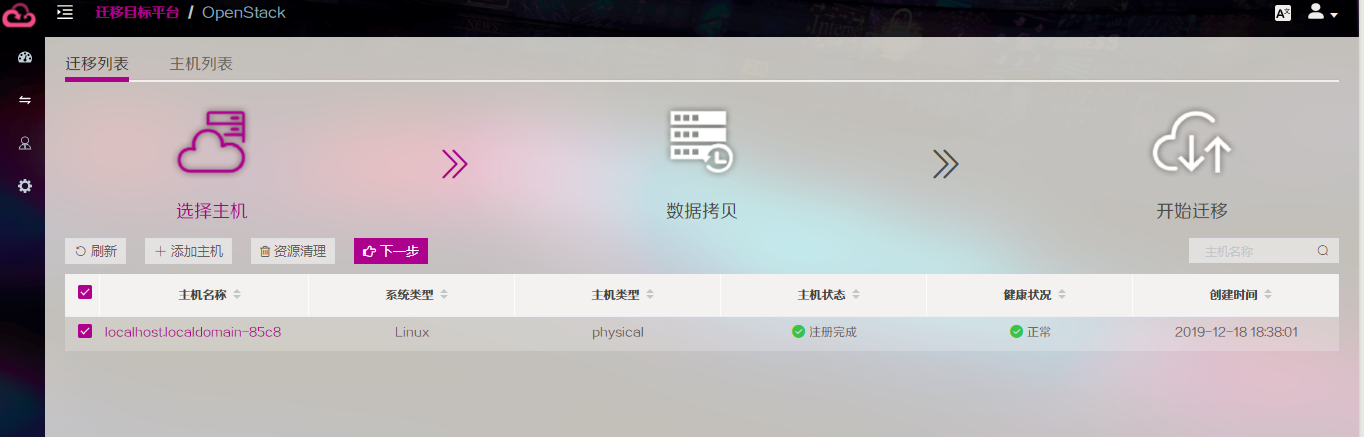 迁移目标平台 / OpenStack
迁移列表 主机列表
选择主机 数据拷贝 开始迁移
刷新 添加主机 资源清理 下一步 主机名称
主机名称 系统类型 主机类型 主机状态 健康状况 创建时间
localhost.localdomain-85c8 Linux physical 注册完成 正常 2019-12-18 18:38:01